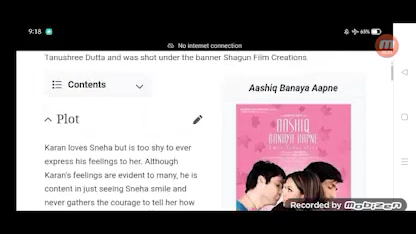 9:18
65%
No internet connection
Tanushree Dutta and was shot under the banner Shagun Film Creations.
Contents
Aashiq Banaya Aapne
Plot
Karan loves Sneha but is too shy to ever
express his feelings to her. Although
Karan's feelings are evident to many, he is
content in just seeing Sneha smile and
never gathers the courage to tell her how
AASHIQ
BANAYA AAPNE
Recorded by Mobizen